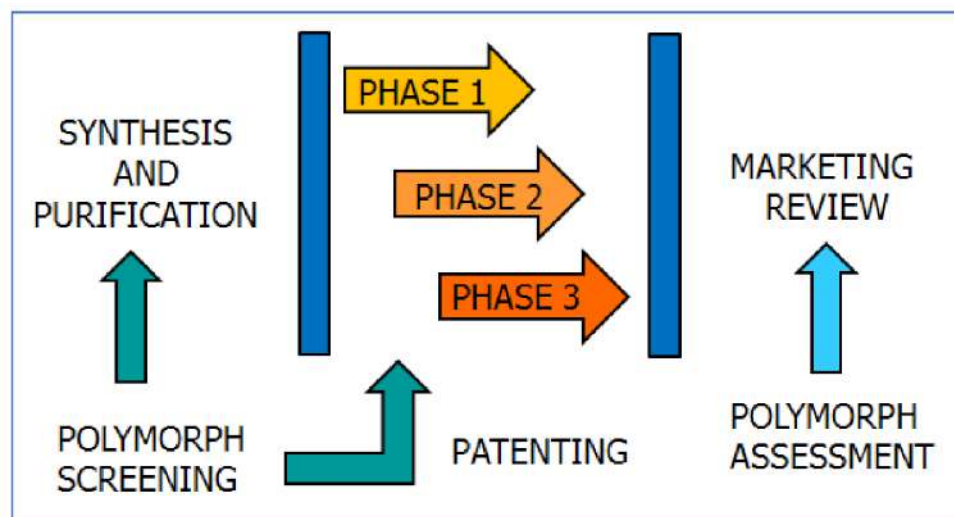 SYNTHESIS
AND
PURIFICATION
PHASE 1
PHASE 2
PHASE 3
MARKETING
REVIEW
POLYMORPH
SCREENING
PATENTING
POLYMORPH
ASSESSMENT